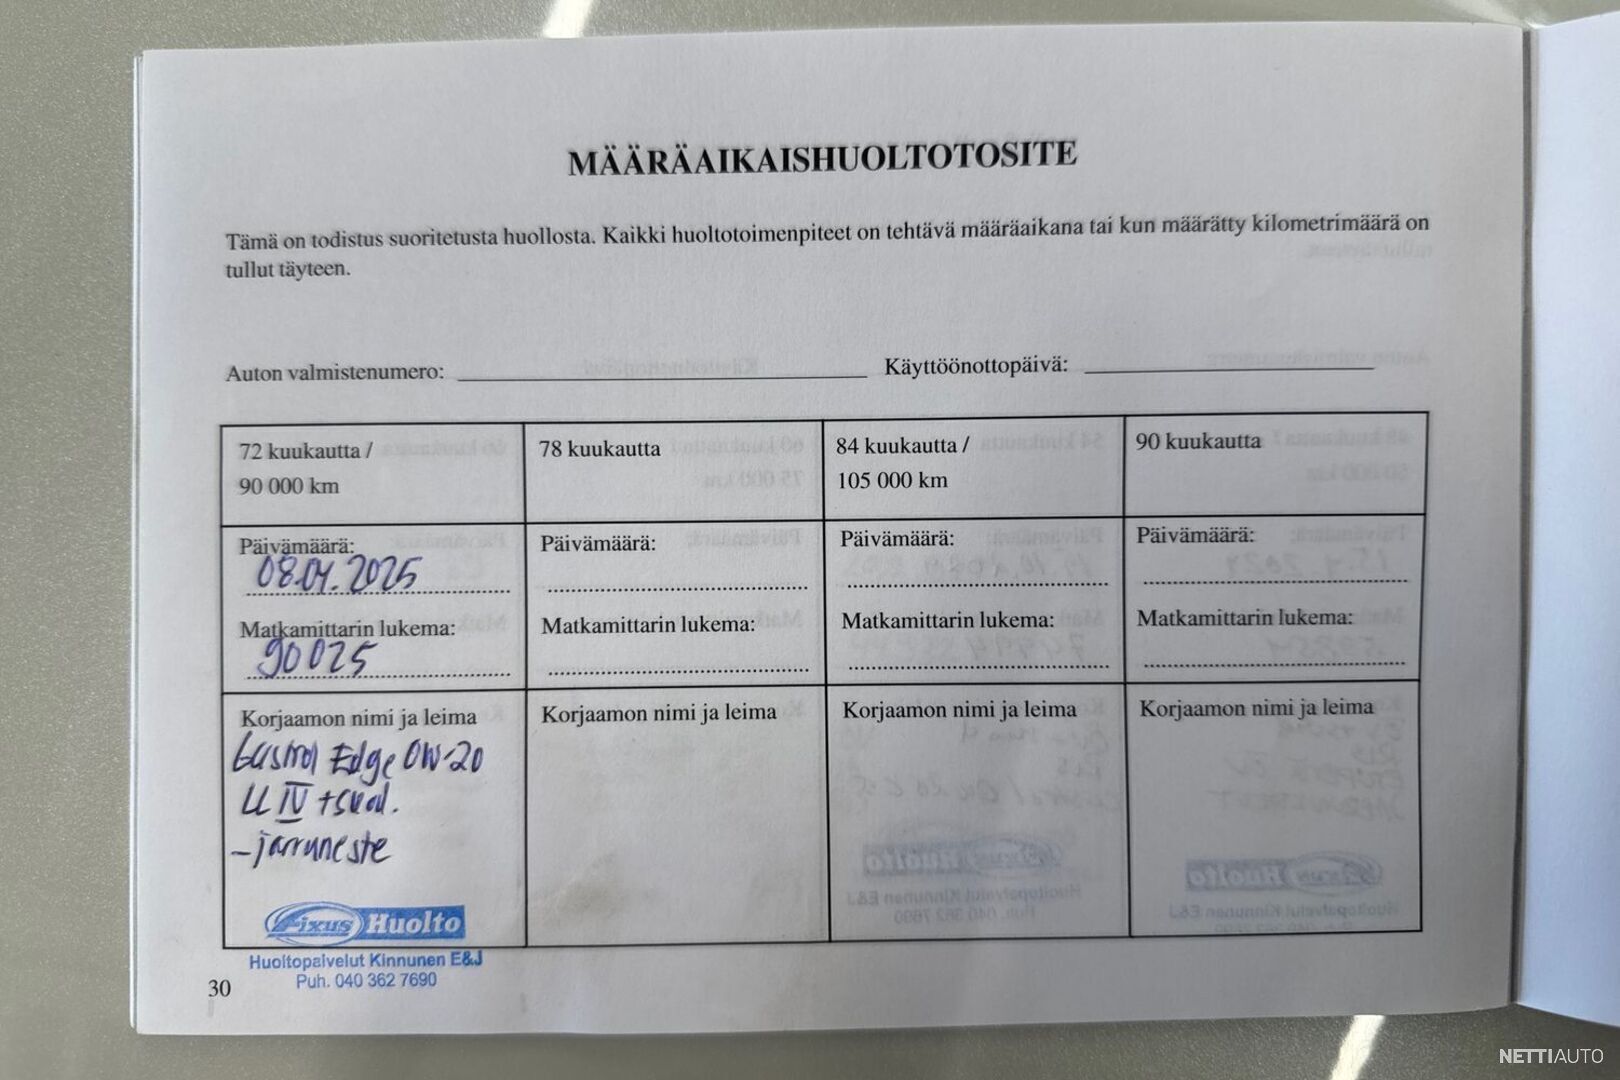 MÄÄRÄAIKAISHUOLTOTOSITE
Tämä on todistus suoritetusta huollosta. Kaikki huoltotoimenpiteet on tehtävä määräaikana tai kun määrätty kilometrimäärä on
tullut täyteen.
Auton valmistenumero: Käyttöönottopäivä:
72 kuukautta /
90 000 km
78 kuukautta
84 kuukautta /
105 000 km
90 kuukautta
Päivämäärä:
08.04.2025
Matkamittarin lukema:
90025
Päivämäärä:
Matkamittarin lukema:
Päivämäärä:
Matkamittarin lukema:
Päivämäärä:
Matkamittarin lukema:
Korjaamon nimi ja leima
Edge 0W-20
LL IV
-jarruneste
Fixus Huolto
Huoltopalvelut Kinnunen E&J
Puh. 040 362 7690
Korjaamon nimi ja leima
Korjaamon nimi ja leima
Korjaamon nimi ja leima
30
NETTIAUTO